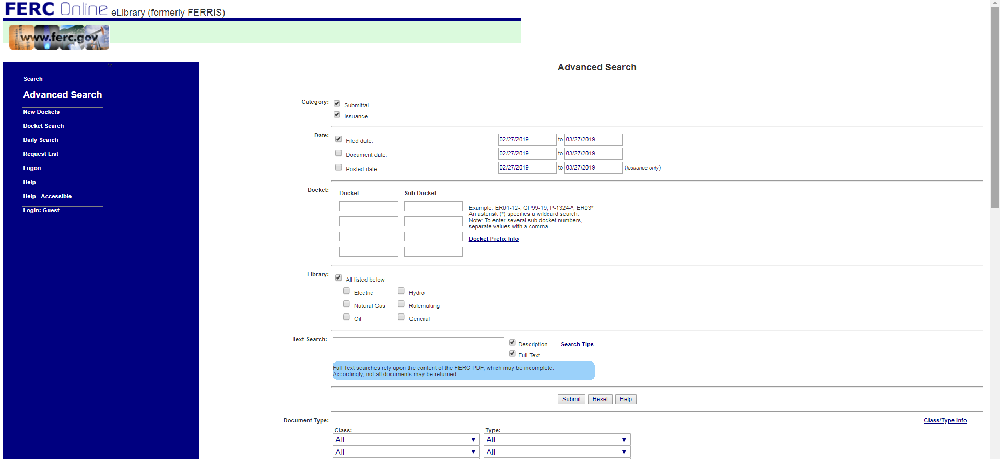 FERC Online eLibrary (formerly FERRIS)
www.ferc.gov
\n
Search
Advanced Search
New Dockets
Docket Search
Daily Search
Request List
Logon
Help
Help - Accessible
Login: Guest
Advanced Search
Category:
Submittal
Issuance
Date:
Filed date: 02/27/2019 to 03/27/2019
Document date: 02/27/2019 to 03/27/2019
Posted date: 02/27/2019 to 03/27/2019 (Issuance only)
Docket:
Docket Sub Docket
Example: ER01-12-, GP99-19, P-1324-*, ER03*
An asterisk (*) specifies a wildcard search.
Note: To enter several sub docket numbers,
separate values with a comma.
Docket Prefix Info
Library:
All listed below
Electric Hydro
Natural Gas Rulemaking
Oil General
Text Search:
Description Search Tips
Full Text
Full Text searches rely upon the content of the FERC PDF, which may be incomplete.
Accordingly, not all documents may be returned.
Submit Reset Help
Document Type: Class/Type Info
Class: Type:
All All
All All